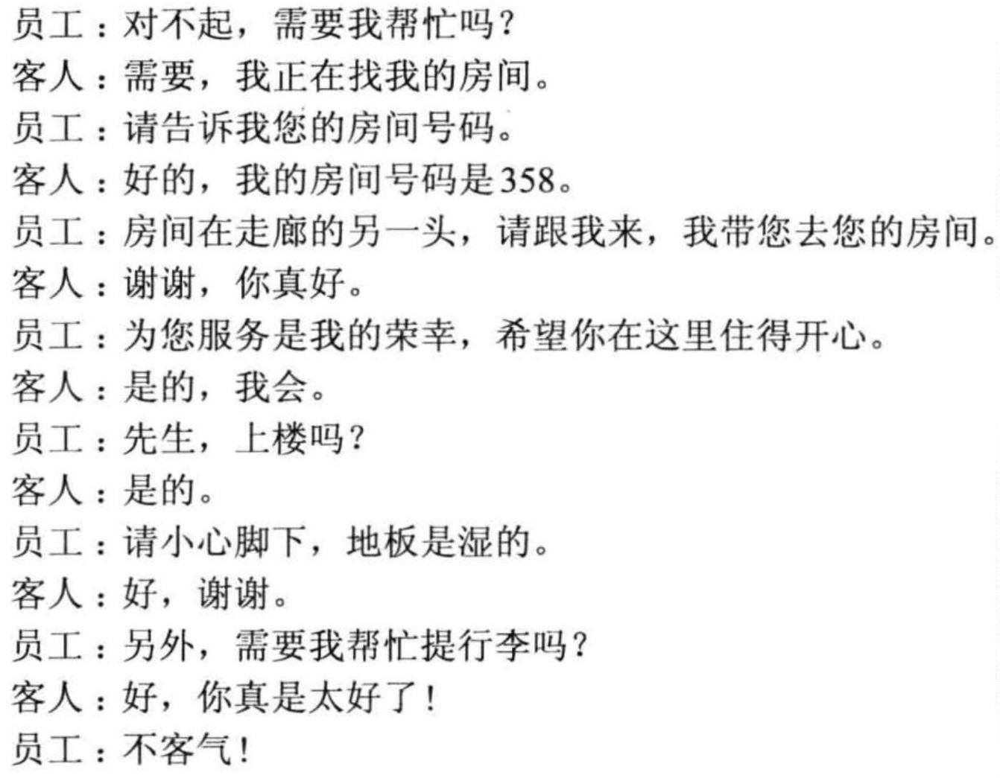 员工：对不起，需要我帮忙吗？
客人：需要，我正在找我的房间。
员工：请告诉我您的房间号码。
客人：好的，我的房间号码是358。
员工：房间在走廊的另一头，请跟我来，我带您去您的房间。
客人：谢谢，你真好。
员工：为您服务是我的荣幸，希望你在这里住得开心。
客人：是的，我会。
员工：先生，上楼吗？
客人：是的。
员工：请小心脚下，地板是湿的。
客人：好，谢谢。
员工：另外，需要我帮忙提行李吗？
客人：好，你真是太好了！
员工：不客气！